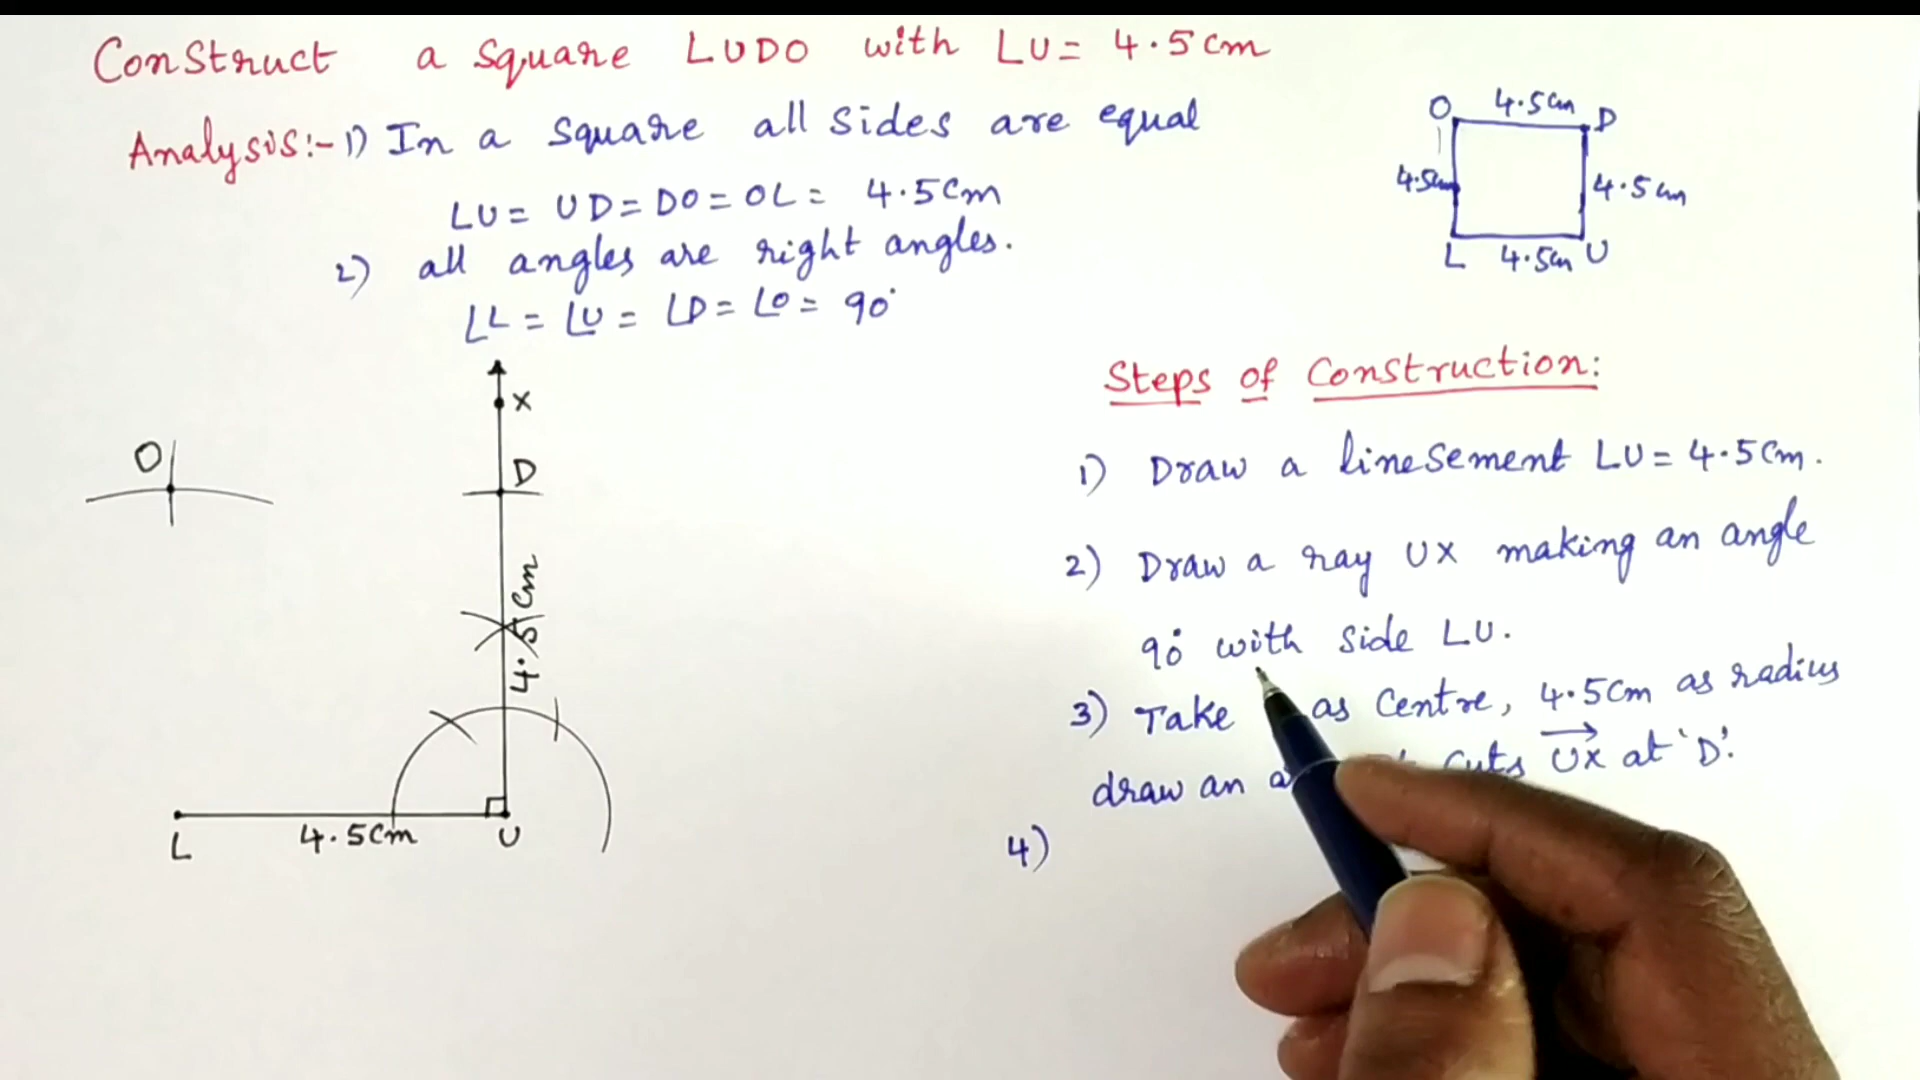 Construct a square LUDO with LU= 4.5cm
Analysis:- 1) In a square all sides are equal
LU= UD=DO=OL= 4.5cm
2) all angles are right angles.
∠L = ∠U = ∠D = ∠O = 90°
O 4.5cm D
4.5cm
4.5cm
L 4.5cm U
Steps of Construction:
1) Draw a linesement LU= 4.5cm.
2) Draw a ray UX making an angle
90° with side LU.
3) Take as Centre, 4.5cm as radius
draw an cuts UX at 'D'.
4)
X
O
D
4.5cm
L 4.5cm U